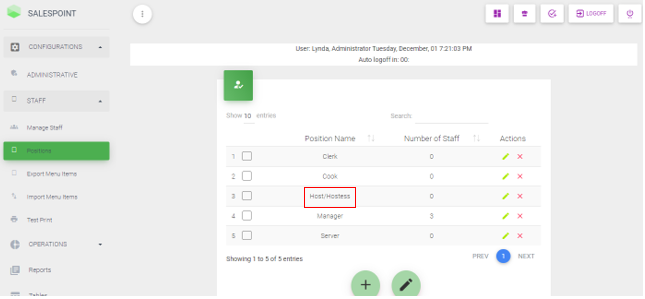 SALESPOINT
LOGOFF
CONFIGURATIONS
ADMINISTRATIVE
STAFF
Manage Staff
Positions
Export Menu Items
Import Menu Items
Test Print
OPERATIONS
Reports
Tables
User: Lynda, Administrator Tuesday, December, 01 7:21:03 PM
Auto logoff in: 00:
Show 10 entries Search:
Position Name Number of Staff Actions
1 Clerk 0
2 Cook 0
3 Host/Hostess 0
4 Manager 3
5 Server 0
Showing 1 to 5 of 5 entries PREV 1 NEXT